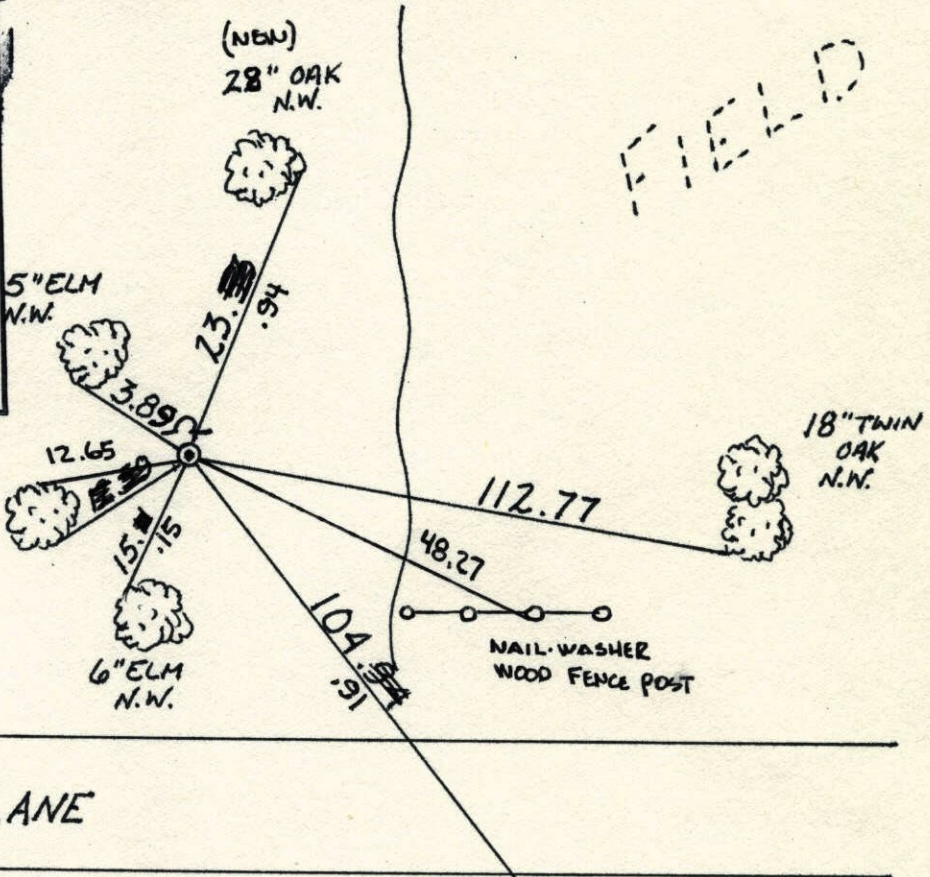 (NEW)
28" OAK
N.W.
FIELD
23.
.94
5" ELM
N.W.
3.89
12.65
15.
.15
6" ELM
N.W.
112.77
18" TWIN
OAK
N.W.
48.27
NAIL-WASHER
WOOD FENCE POST
104.94
.91
ANE